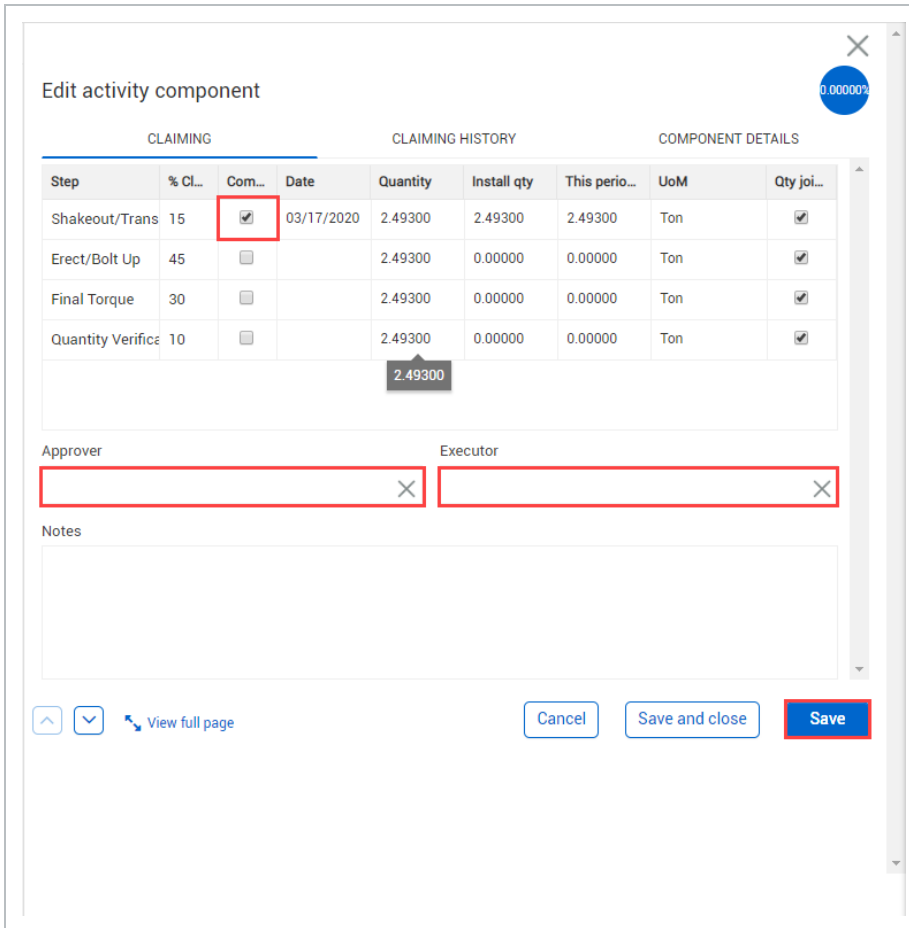 Edit activity component
0.00000%
CLAIMING CLAIMING HISTORY COMPONENT DETAILS
Step % Cl... Com... Date Quantity Install qty This perio... UoM Qty joi...
Shakeout/Trans 15 03/17/2020 2.49300 2.49300 2.49300 Ton
Erect/Bolt Up 45 2.49300 0.00000 0.00000 Ton
Final Torque 30 2.49300 0.00000 0.00000 Ton
Quantity Verifica 10 2.49300 0.00000 0.00000 Ton
2.49300
Approver Executor
Notes
View full page Cancel Save and close Save